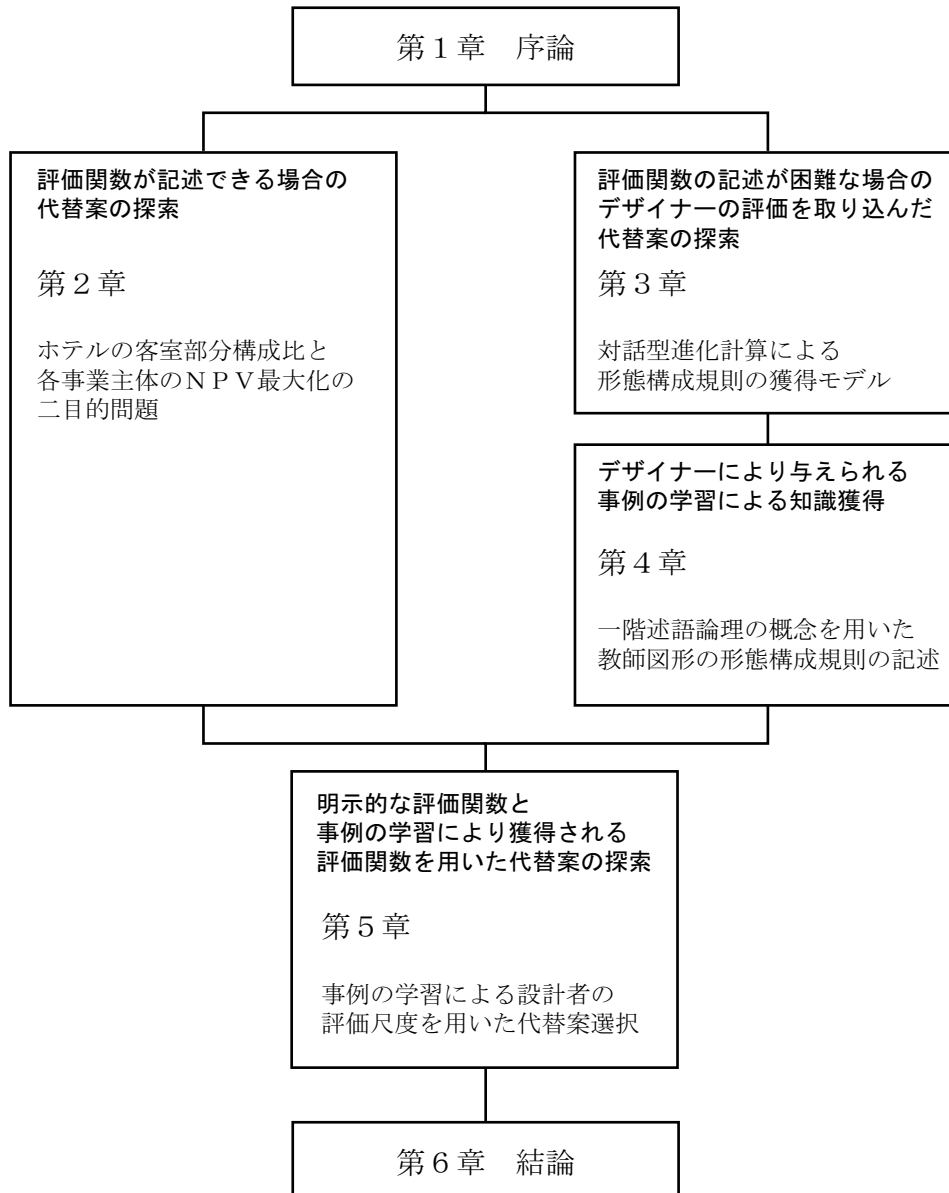 第１章　序論
評価関数が記述できる場合の
代替案の探索
第２章
ホテルの客室部分構成比と
各事業主体のＮＰＶ最大化の
二目的問題
評価関数の記述が困難な場合の
デザイナーの評価を取り込んだ
代替案の探索
第３章
対話型進化計算による
形態構成規則の獲得モデル
デザイナーにより与えられる
事例の学習による知識獲得
第４章
一階述語論理の概念を用いた
教師図形の形態構成規則の記述
明示的な評価関数と
事例の学習により獲得される
評価関数を用いた代替案の探索
第５章
事例の学習による設計者の
評価尺度を用いた代替案選択
第６章　結論